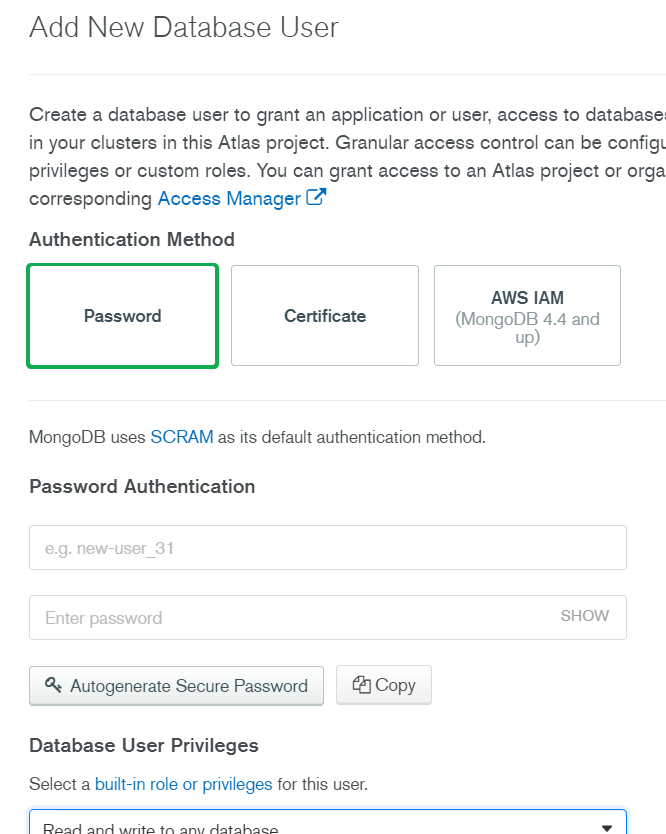 Add New Database User
Create a database user to grant an application or user, access to databases
in your clusters in this Atlas project. Granular access control can be configu
privileges or custom roles. You can grant access to an Atlas project or orga
corresponding Access Manager
Authentication Method
Password
Certificate
AWS IAM
(MongoDB 4.4 and
up)
MongoDB uses SCRAM as its default authentication method.
Password Authentication
e.g. new-user_31
Enter password SHOW
Autogenerate Secure Password Copy
Database User Privileges
Select a built-in role or privileges for this user.
Read and write to any database